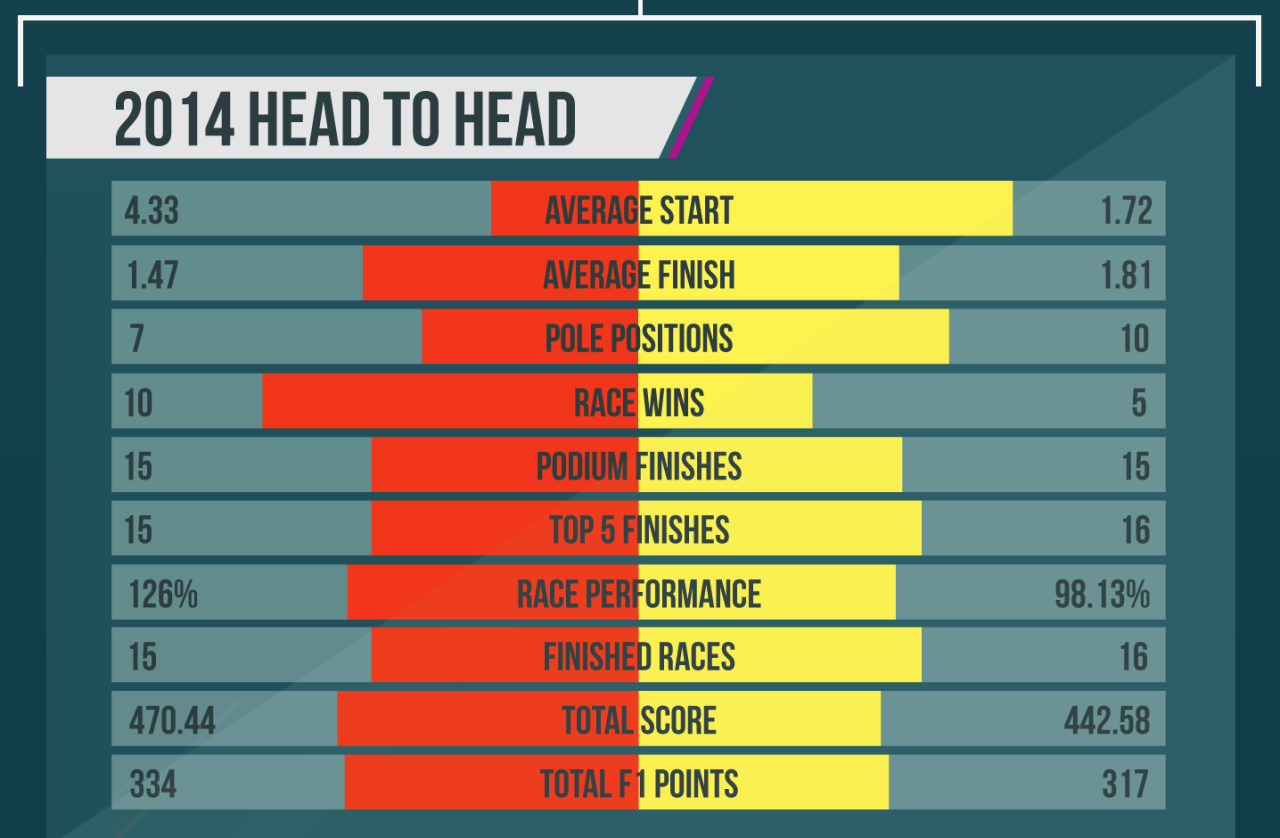 2014 HEAD TO HEAD
4.33 AVERAGE START 1.72
1.47 AVERAGE FINISH 1.81
7 POLE POSITIONS 10
10 RACE WINS 5
15 PODIUM FINISHES 15
15 TOP 5 FINISHES 16
126% RACE PERFORMANCE 98.13%
15 FINISHED RACES 16
470.44 TOTAL SCORE 442.58
334 TOTAL F1 POINTS 317